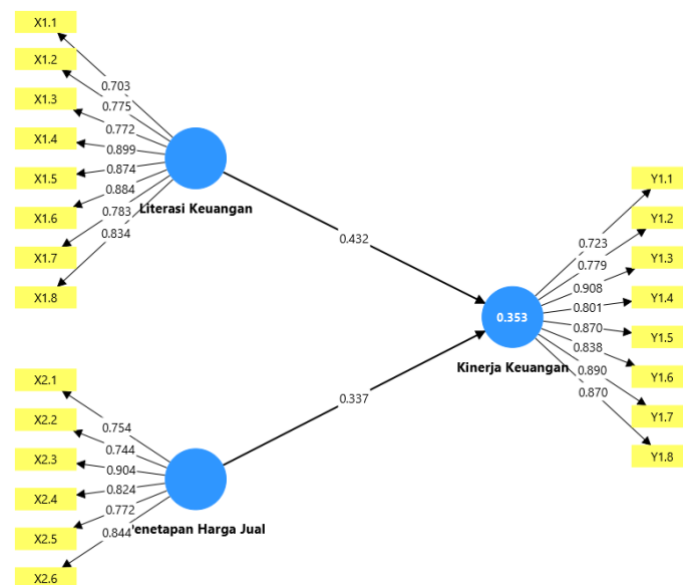 X1.1
X1.2
X1.3
X1.4
X1.5
X1.6
X1.7
X1.8
0.703
0.775
0.772
0.899
0.874
0.884
0.783
0.834
Literasi Keuangan
0.432
X2.1
X2.2
X2.3
X2.4
X2.5
X2.6
0.754
0.744
0.904
0.824
0.772
0.844
enetapan Harga Jual
0.337
0.353
Kinerja Keuangan
0.723
0.779
0.908
0.801
0.870
0.838
0.890
0.870
Y1.1
Y1.2
Y1.3
Y1.4
Y1.5
Y1.6
Y1.7
Y1.8